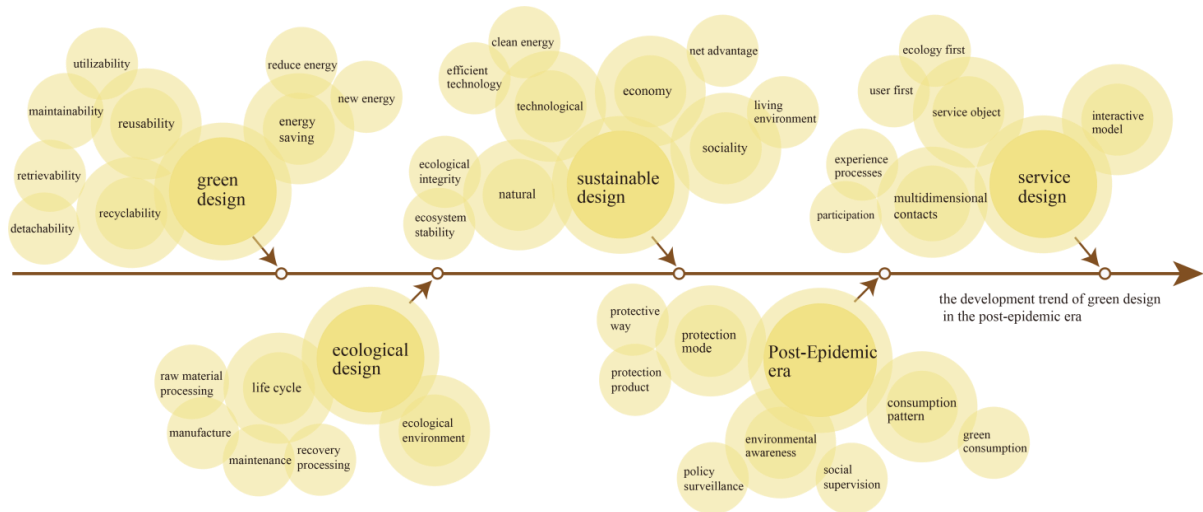 utilizability
maintainability
reusability
retrievability
detachability
recyclability
green
design
reduce energy
new energy
energy
saving
clean energy
efficient
technology
technological
economy
net advantage
living
environment
sociality
ecological
integrity
ecosystem
stability
natural
sustainable
design
ecology first
user first
service object
interactive
model
experience
processes
participation
multidimensional
contacts
service
design
the development trend of green design
in the post-epidemic era
raw material
processing
manufacture
maintenance
recovery
processing
life cycle
ecological
design
ecological
environment
protective
way
protection
product
protection
mode
Post-Epidemic
era
environmental
awareness
policy
surveillance
social
supervision
consumption
pattern
green
consumption